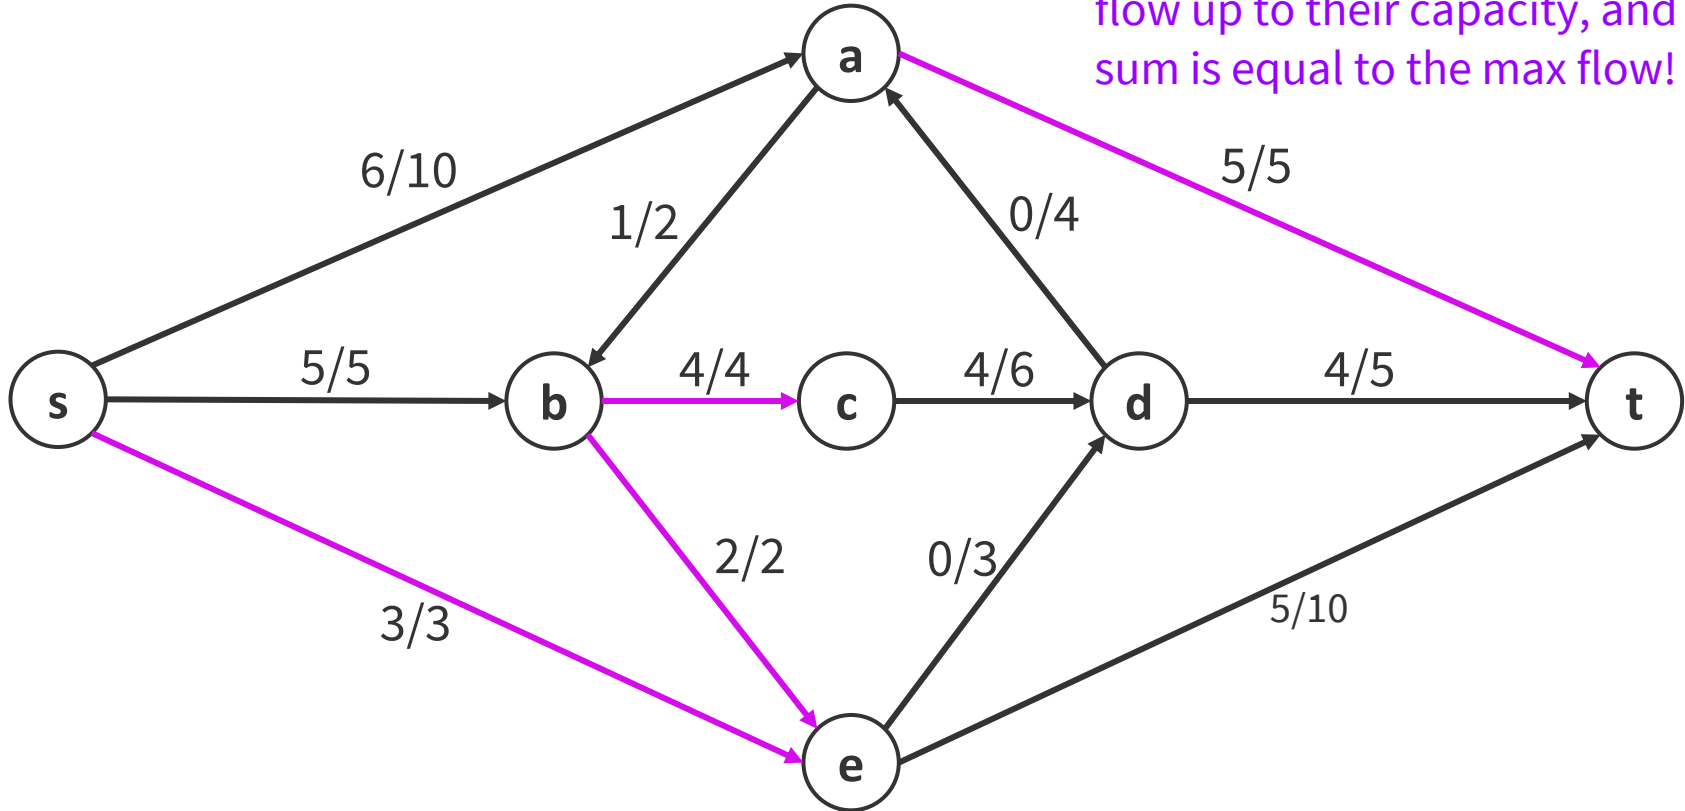 flow up to their capacity, and
sum is equal to the max flow!
a
6/10
5/5
1/2
0/4
5/5
4/4
4/6
4/5
s
b
c
d
t
2/2
0/3
3/3
5/10
e